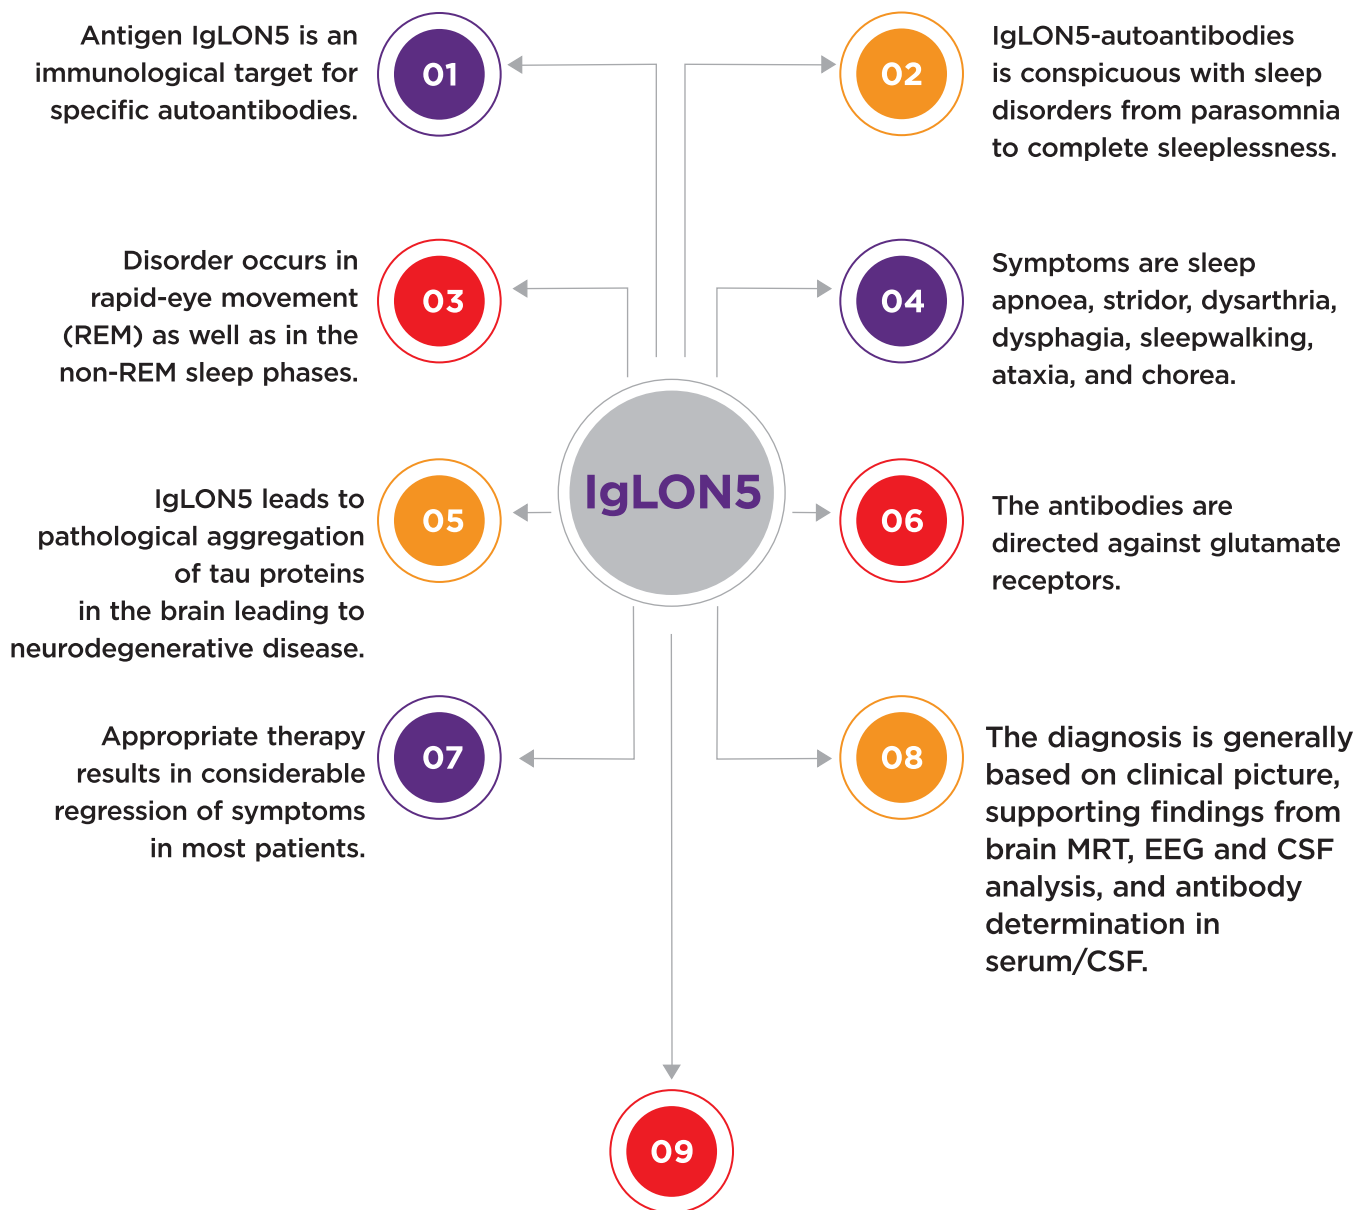 Antigen IgLON5 is an
immunological target for
specific autoantibodies.
01
02
IgLON5-autoantibodies
is conspicuous with sleep
disorders from parasomnia
to complete sleeplessness.
Disorder occurs in
rapid-eye movement
(REM) as well as in the
non-REM sleep phases.
03
04
Symptoms are sleep
apnoea, stridor, dysarthria,
dysphagia, sleepwalking,
ataxia, and chorea.
IgLON5
IgLON5 leads to
pathological aggregation
of tau proteins
in the brain leading to
neurodegenerative disease.
05
06
The antibodies are
directed against glutamate
receptors.
Appropriate therapy
results in considerable
regression of symptoms
in most patients.
07
08
The diagnosis is generally
based on clinical picture,
supporting findings from
brain MRT, EEG and CSF
analysis, and antibody
determination in
serum/CSF.
09